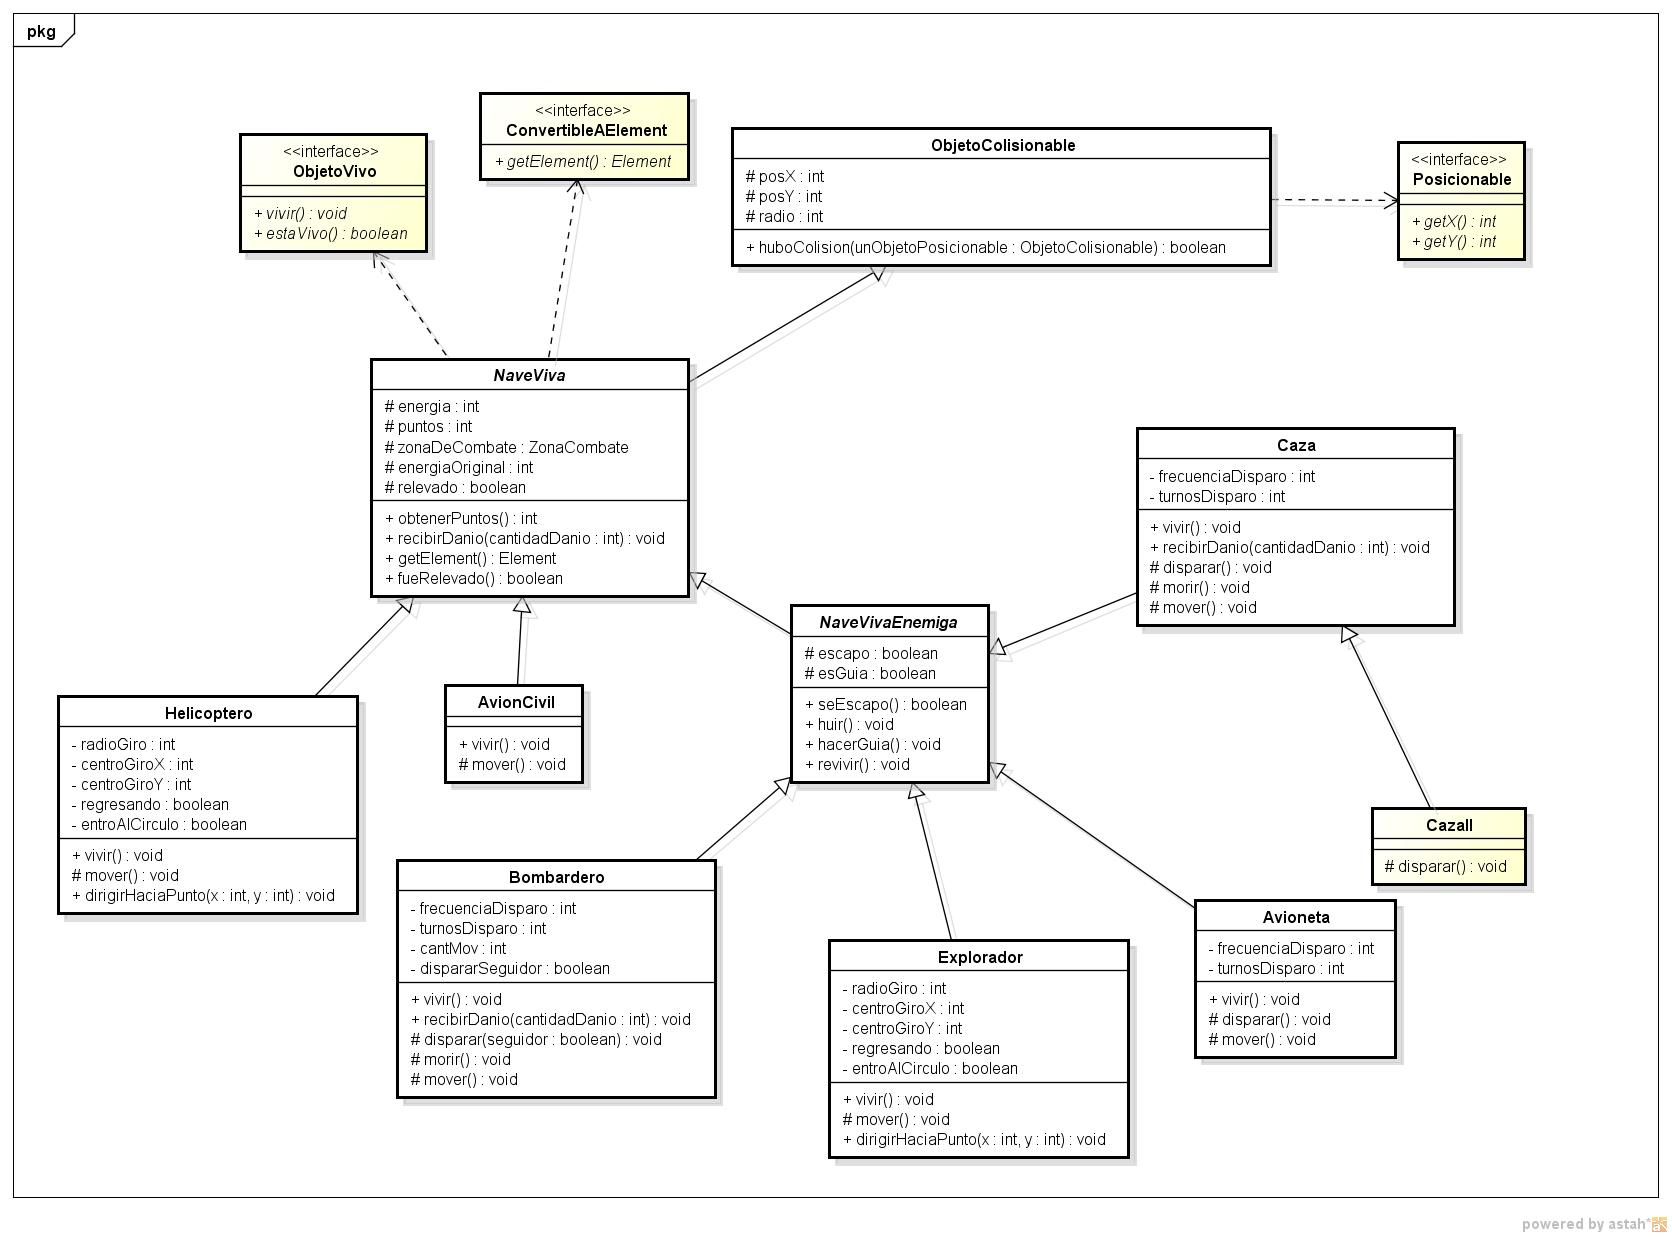 pkg
<<interface>>
ObjetoVivo
+ vivir() : void
+ estaVivo() : boolean
<<interface>>
ConvertibleAElement
+ getElement() : Element
ObjetoColisionable
# posX : int
# posY : int
# radio : int
+ huboColision(unObjetoPosicionable : ObjetoColisionable) : boolean
<<interface>>
Posicionable
+ getX() : int
+ getY() : int
NaveViva
# energia : int
# puntos : int
# zonaDeCombate : ZonaCombate
# energiaOriginal : int
# relevado : boolean
+ obtenerPuntos() : int
+ recibirDanio(cantidadDanio : int) : void
+ getElement() : Element
+ fueRelevado() : boolean
Caza
- frecuenciaDisparo : int
- turnosDisparo : int
+ vivir() : void
+ recibirDanio(cantidadDanio : int) : void
# disparar() : void
# morir() : void
# mover() : void
NaveVivaEnemiga
# escapo : boolean
# esGuia : boolean
+ seEscapo() : boolean
+ huir() : void
+ hacerGuia() : void
+ revivir() : void
Helicoptero
- radioGiro : int
- centroGiroX : int
- centroGiroY : int
- regresando : boolean
- entroAlCirculo : boolean
+ vivir() : void
# mover() : void
+ dirigirHaciaPunto(x : int, y : int) : void
AvionCivil
+ vivir() : void
# mover() : void
CazaII
# disparar() : void
Bombardero
- frecuenciaDisparo : int
- turnosDisparo : int
- cantMov : int
- dispararSeguidor : boolean
+ vivir() : void
+ recibirDanio(cantidadDanio : int) : void
# disparar(seguidor : boolean) : void
# morir() : void
# mover() : void
Explorador
- radioGiro : int
- centroGiroX : int
- centroGiroY : int
- regresando : boolean
- entroAlCirculo : boolean
+ vivir() : void
# mover() : void
+ dirigirHaciaPunto(x : int, y : int) : void
Avioneta
- frecuenciaDisparo : int
- turnosDisparo : int
+ vivir() : void
# disparar() : void
# mover() : void
powered by astah*